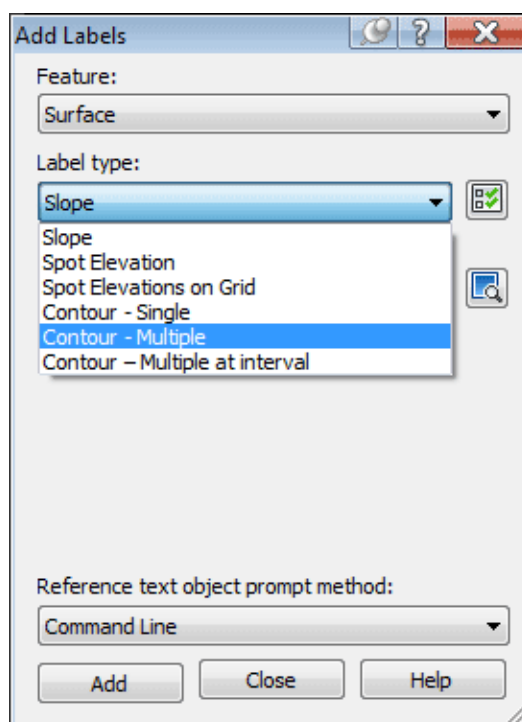 Add Labels
?
Feature:
Surface
Label type:
Slope
Slope
Spot Elevation
Spot Elevations on Grid
Contour - Single
Contour - Multiple
Contour – Multiple at interval
Reference text object prompt method:
Command Line
Add Close Help